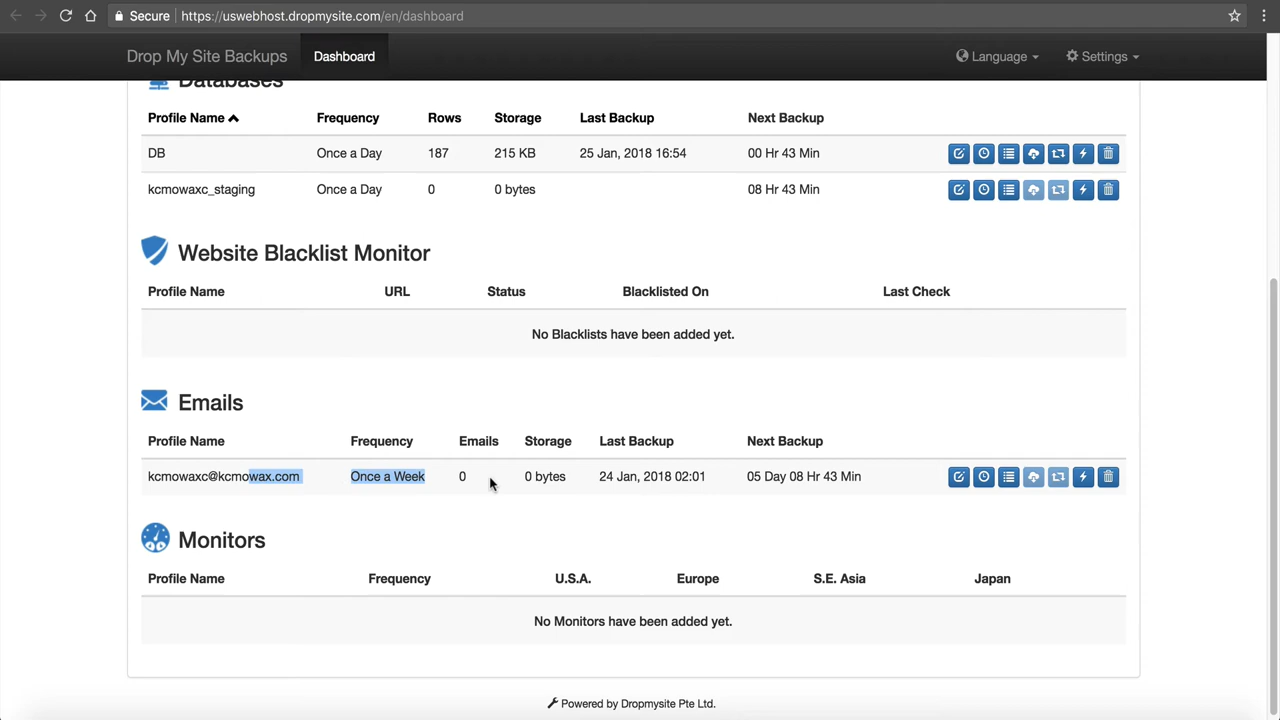 Secure https://uswebhost.dropmysite.com/en/dashboard
Drop My Site Backups Dashboard Language Settings
Databases
Profile Name Frequency Rows Storage Last Backup Next Backup
DB Once a Day 187 215 KB 25 Jan, 2018 16:54 00 Hr 43 Min
kcmowaxc_staging Once a Day 0 0 bytes 08 Hr 43 Min
Website Blacklist Monitor
Profile Name URL Status Blacklisted On Last Check
No Blacklists have been added yet.
Emails
Profile Name Frequency Emails Storage Last Backup Next Backup
kcmowaxc@kcmowax.com Once a Week 0 0 bytes 24 Jan, 2018 02:01 05 Day 08 Hr 43 Min
Monitors
Profile Name Frequency U.S.A. Europe S.E. Asia Japan
No Monitors have been added yet.
Powered by Dropmysite Pte Ltd.